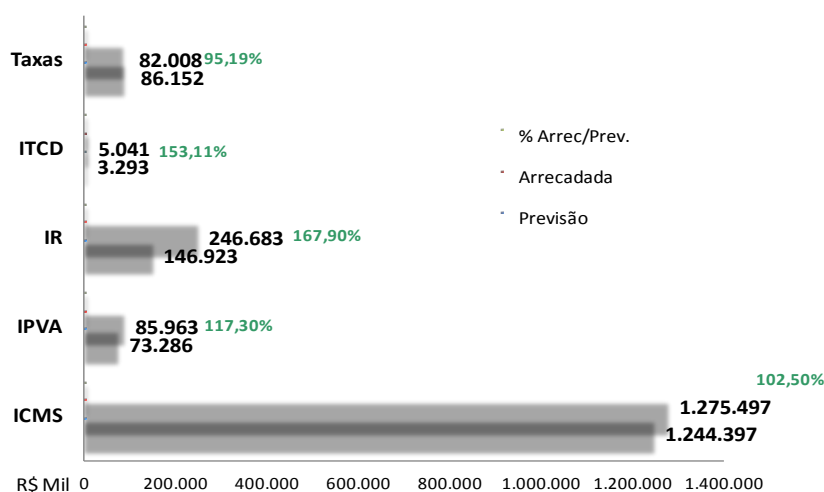 Taxas
82.008 95,19%
86.152
ITCD
5.041 153,11%
3.293
IR
246.683 167,90%
146.923
IPVA
85.963 117,30%
73.286
ICMS
102,50%
1.275.497
1.244.397
% Arrec/Prev.
Arrecadada
Previsão
R$ Mil 0 200.000 400.000 600.000 800.000 1.000.000 1.200.000 1.400.000